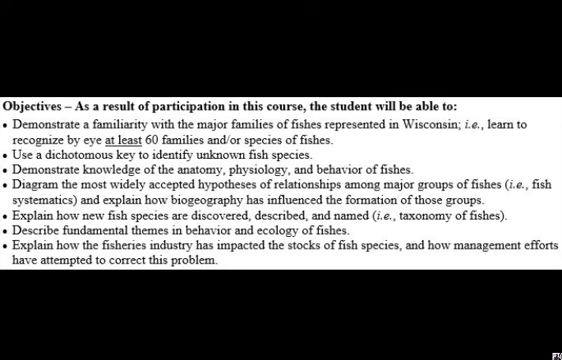 Objectives – As a result of participation in this course, the student will be able to:
• Demonstrate a familiarity with the major families of fishes represented in Wisconsin; i.e., learn to
recognize by eye at least 60 families and/or species of fishes.
• Use a dichotomous key to identify unknown fish species.
• Demonstrate knowledge of the anatomy, physiology, and behavior of fishes.
• Diagram the most widely accepted hypotheses of relationships among major groups of fishes (i.e., fish
systematics) and explain how biogeography has influenced the formation of those groups.
• Explain how new fish species are discovered, described, and named (i.e., taxonomy of fishes).
• Describe fundamental themes in behavior and ecology of fishes.
• Explain how the fisheries industry has impacted the stocks of fish species, and how management efforts
have attempted to correct this problem.